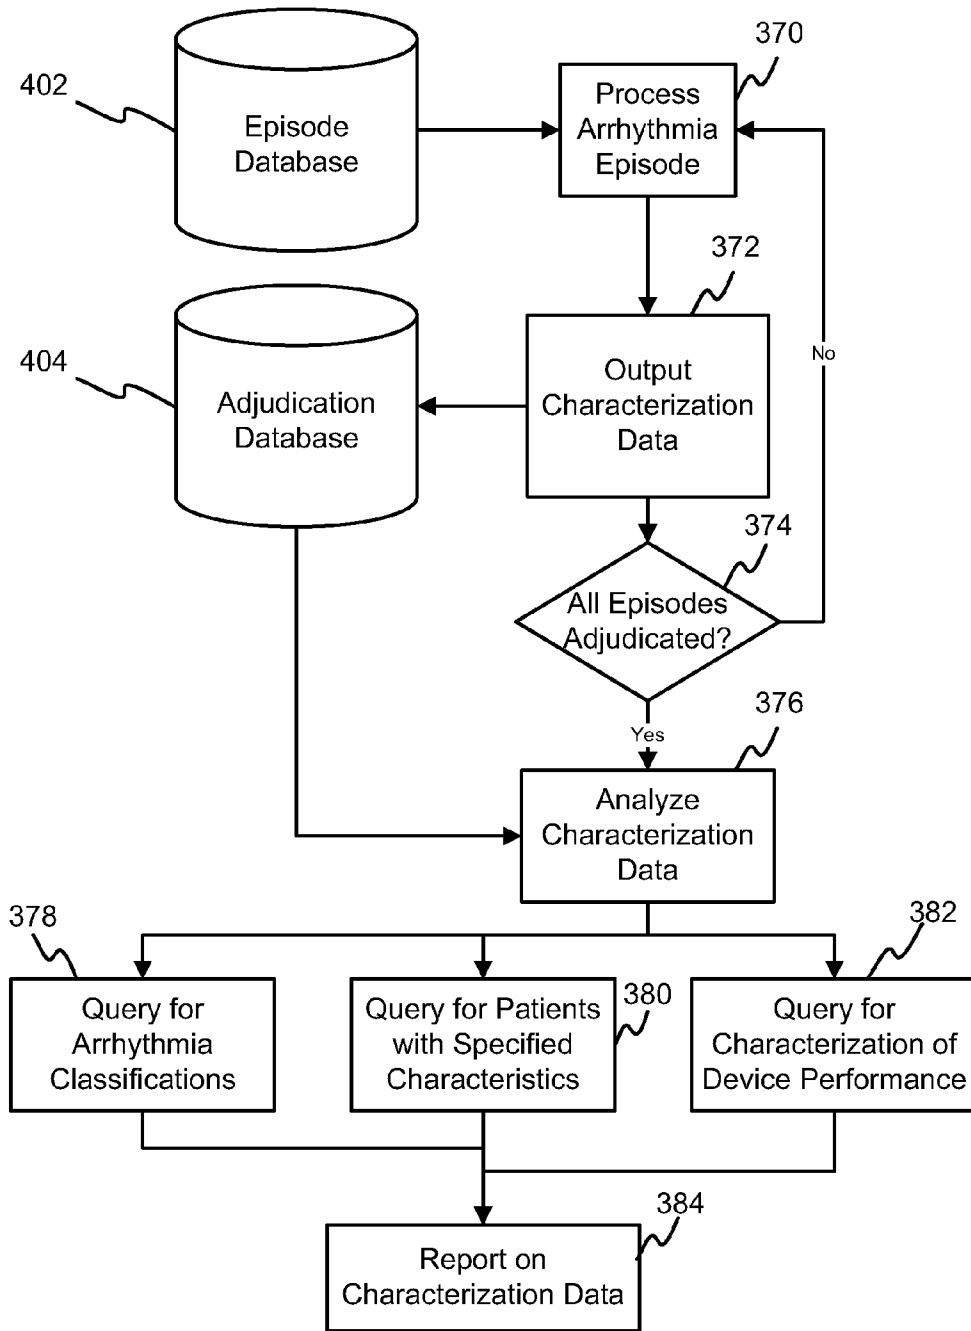 370
402
Process
Arrhythmia
Episode
Episode
Database
372
404
No
Output
Characterization
Data
Adjudication
Database
374
All Episodes
Adjudicated?
376
Yes
Analyze
Characterization
Data
378
382
380
Query for
Arrhythmia
Classifications
Query for Patients
with Specified
Characteristics
Query for
Characterization of
Device Performance
384
Report on
Characterization Data